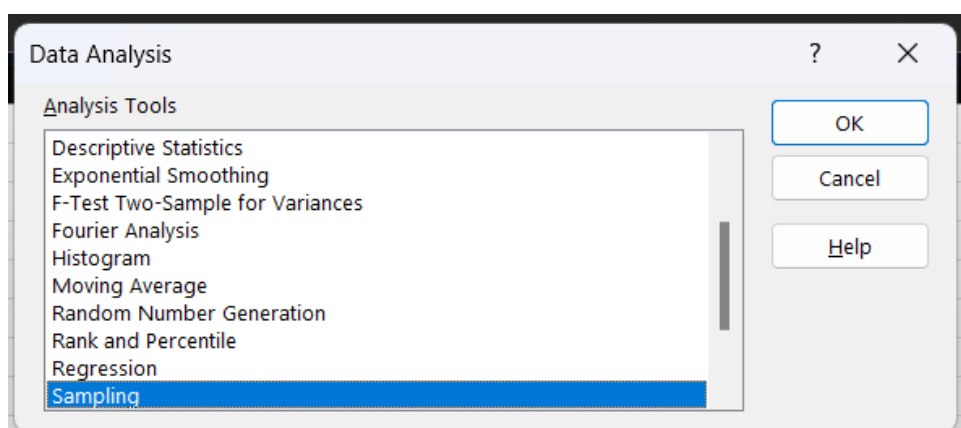 Data Analysis ?
Analysis Tools
OK
Descriptive Statistics
Exponential Smoothing
Cancel
F-Test Two-Sample for Variances
Fourier Analysis
Help
Histogram
Moving Average
Random Number Generation
Rank and Percentile
Regression
Sampling